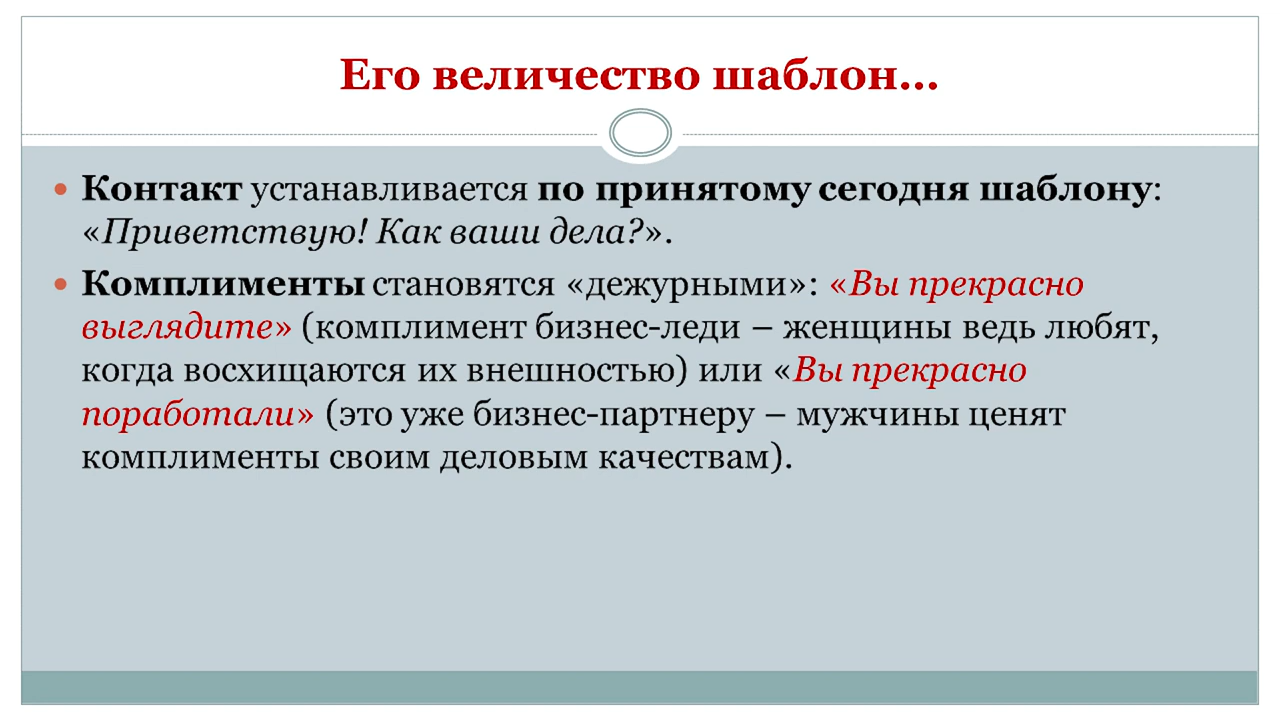 Его величество шаблон...
• Контакт устанавливается по принятому сегодня шаблону:
«Приветствую! Как ваши дела?».
• Комплименты становятся «дежурными»: «Вы прекрасно
выглядите» (комплимент бизнес-леди – женщины ведь любят,
когда восхищаются их внешностью) или «Вы прекрасно
поработали» (это уже бизнес-партнеру – мужчины ценят
комплименты своим деловым качествам).